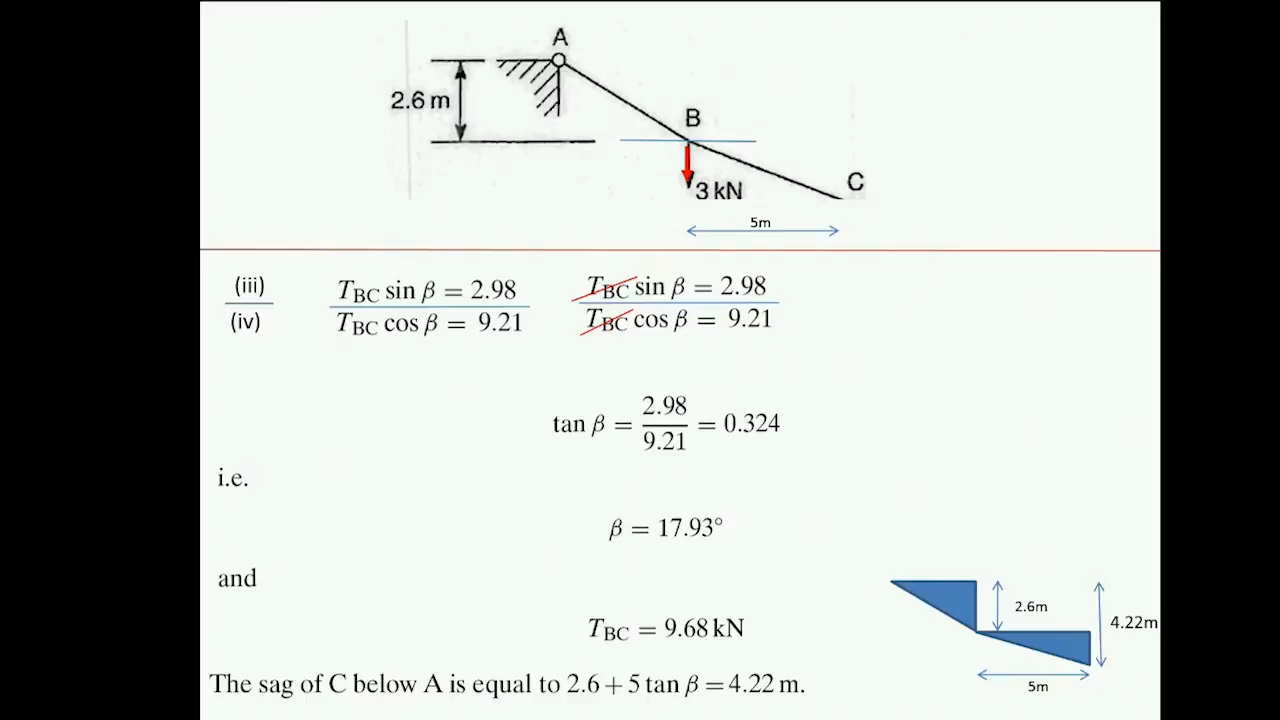 A
2.6 m
B
3 kN
C
5m
(iii)
T_BC sin β = 2.98
T_BC sin β = 2.98
(iv)
T_BC cos β = 9.21
T_BC cos β = 9.21
tan β = 2.98/9.21 = 0.324
i.e.
β = 17.93°
and
2.6m
4.22m
T_BC = 9.68 kN
The sag of C below A is equal to 2.6 + 5 tan β = 4.22 m.
5m